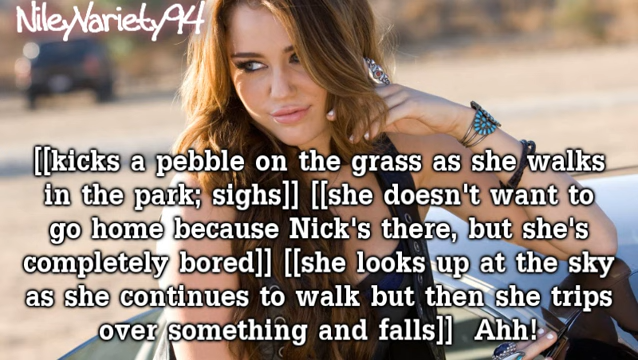 NileyVariety94
[[kicks a pebble on the grass as she walks
in the park; sighs]] [[she doesn't want to
go home because Nick's there, but she's
completely bored]] [[she looks up at the sky
as she continues to walk but then she trips
over something and falls]] Ahh!